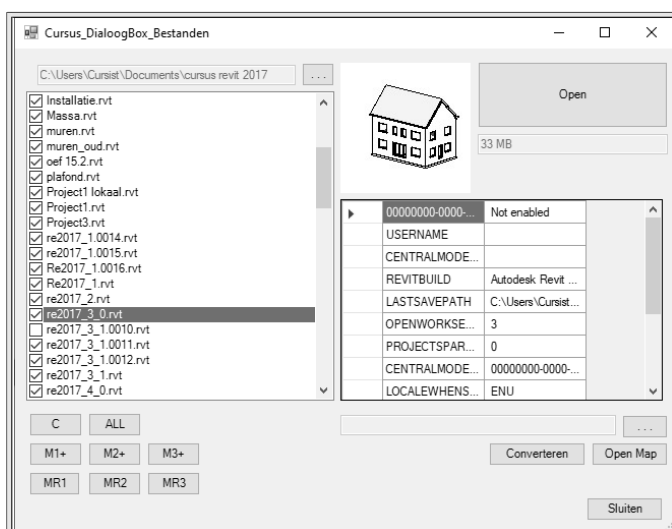 Cursus_DialoogBox_Bestanden
C:\Users\Cursist\Documents\cursus revit 2017
...
Open
33 MB
Installatie.rvt
Massa.rvt
muren.rvt
muren_oud.rvt
oef 15.2.rvt
plafond.rvt
Project1 lokaal.rvt
Project1.rvt
Project3.rvt
re2017_1.0014.rvt
re2017_1.0015.rvt
Re2017_1.0016.rvt
Re2017_1.rvt
re2017_2.rvt
re2017_3_0.rvt
re2017_3_1.0010.rvt
re2017_3_1.0011.rvt
re2017_3_1.0012.rvt
re2017_3_1.rvt
re2017_4_0.rvt
00000000-0000-... Not enabled
USERNAME
CENTRALMODE...
REVITBUILD Autodesk Revit ...
LASTSAVEPATH C:\Users\Cursist...
OPENWORKSE... 3
PROJECTSPAR... 0
CENTRALMODE... 00000000-0000-...
LOCALEWHENS... ENU
C ALL
...
M1+ M2+ M3+
Converteren Open Map
MR1 MR2 MR3
Sluiten